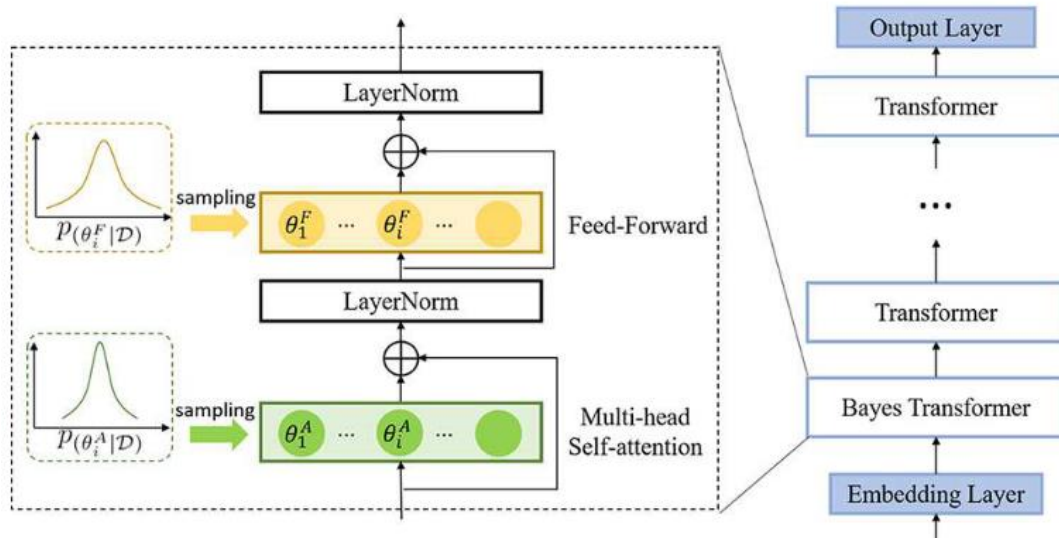 LayerNorm
sampling
θ₁ᶠ ... θᵢᶠ ...
Feed-Forward
p(θᵢᶠ|𝒟)
LayerNorm
sampling
θ₁ᴬ ... θᵢᴬ ...
Multi-head
Self-attention
p(θᵢᴬ|𝒟)
Output Layer
Transformer
...
Transformer
Bayes Transformer
Embedding Layer